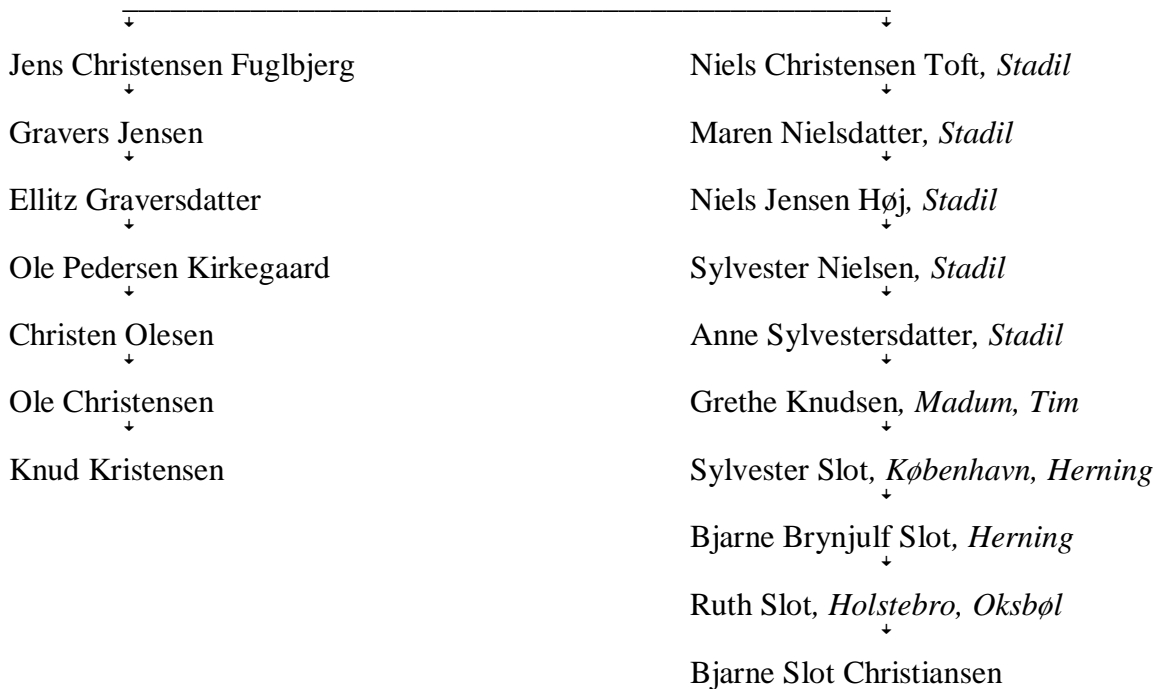 Jens Christensen Fuglbjerg Niels Christensen Toft, Stadil
Gravers Jensen Maren Nielsdatter, Stadil
Ellitz Graversdatter Niels Jensen Høj, Stadil
Ole Pedersen Kirkegaard Sylvester Nielsen, Stadil
Christen Olesen Anne Sylvestersdatter, Stadil
Ole Christensen Grethe Knudsen, Madum, Tim
Knud Kristensen Sylvester Slot, København, Herning
Bjarne Brynjulf Slot, Herning
Ruth Slot, Holstebro, Oksbøl
Bjarne Slot Christiansen